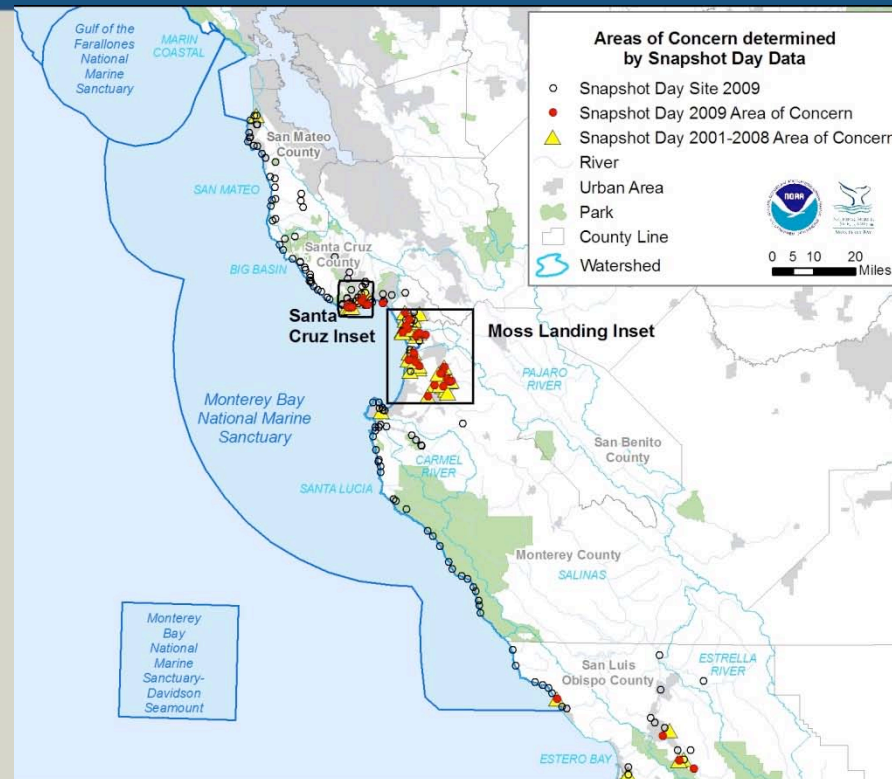 Gulf of the
Farallones
National
Marine
Sanctuary
MARIN
COASTAL
San Mateo
County
SAN MATEO
Santa Cruz
County
BIG BASIN
Santa
Cruz Inset
Moss Landing Inset
Monterey Bay
National Marine
Sanctuary
PAJARO
RIVER
San Benito
County
CARMEL
RIVER
SANTA LUCIA
Monterey County
SALINAS
Monterey
Bay
National
Marine
Sanctuary-
Davidson
Seamount
San Luis
Obispo County
ESTRELLA
RIVER
ESTERO BAY
Areas of Concern determined
by Snapshot Day Data
Snapshot Day Site 2009
Snapshot Day 2009 Area of Concern
Snapshot Day 2001-2008 Area of Concern
River
Urban Area
Park
County Line
Watershed
NOAA
0 5 10 20
Miles